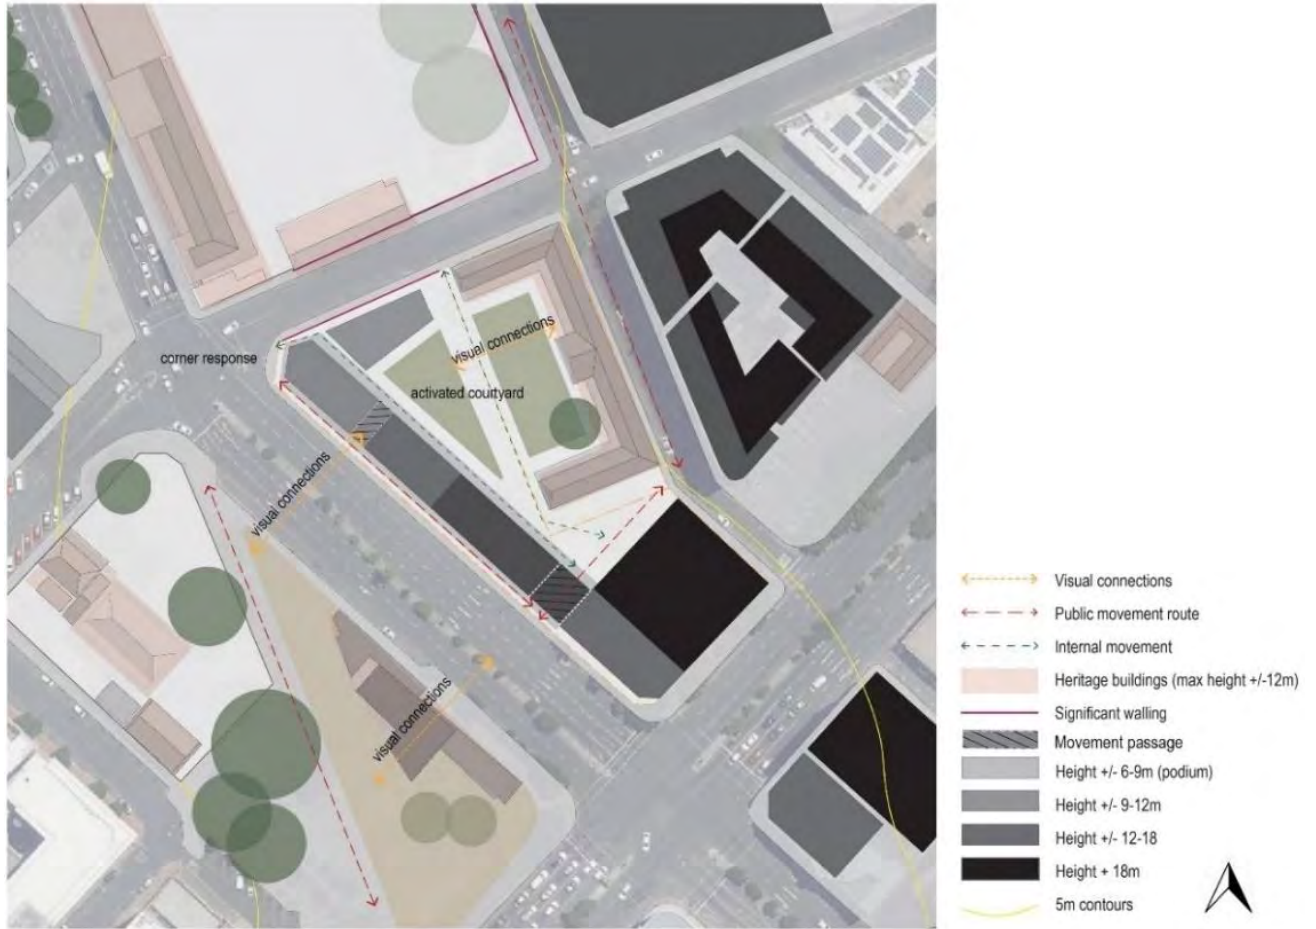 visual connections
corner response
activated courtyard
visual connections
visual connections
Visual connections
Public movement route
Internal movement
Heritage buildings (max height +/-12m)
Significant walling
Movement passage
Height +/- 6-9m (podium)
Height +/- 9-12m
Height +/- 12-18
Height + 18m
5m contours